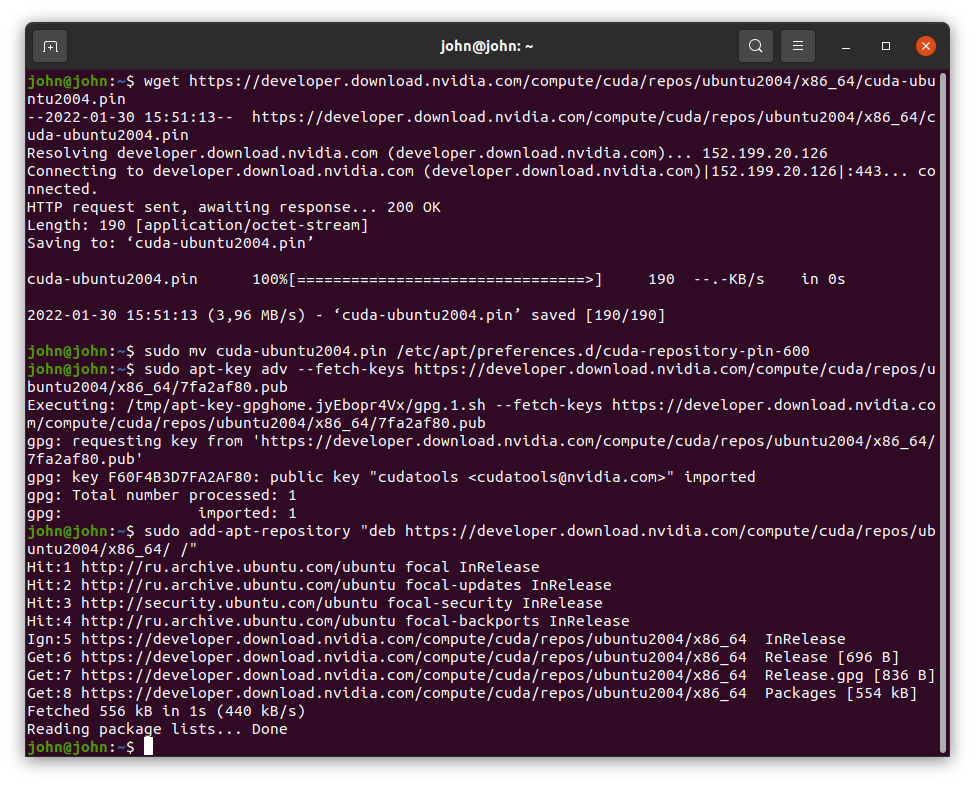 john@john: ~
john@john:~$ wget https://developer.download.nvidia.com/compute/cuda/repos/ubuntu2004/x86_64/cuda-ubu
ntu2004.pin
--2022-01-30 15:51:13--  https://developer.download.nvidia.com/compute/cuda/repos/ubuntu2004/x86_64/c
uda-ubuntu2004.pin
Resolving developer.download.nvidia.com (developer.download.nvidia.com)... 152.199.20.126
Connecting to developer.download.nvidia.com (developer.download.nvidia.com)|152.199.20.126|:443... co
nnected.
HTTP request sent, awaiting response... 200 OK
Length: 190 [application/octet-stream]
Saving to: ‘cuda-ubuntu2004.pin’
cuda-ubuntu2004.pin      100%[================================>]     190  --.-KB/s    in 0s
2022-01-30 15:51:13 (3,96 MB/s) - ‘cuda-ubuntu2004.pin’ saved [190/190]
john@john:~$ sudo mv cuda-ubuntu2004.pin /etc/apt/preferences.d/cuda-repository-pin-600
john@john:~$ sudo apt-key adv --fetch-keys https://developer.download.nvidia.com/compute/cuda/repos/u
buntu2004/x86_64/7fa2af80.pub
Executing: /tmp/apt-key-gpghome.jyEbopr4Vx/gpg.1.sh --fetch-keys https://developer.download.nvidia.co
m/compute/cuda/repos/ubuntu2004/x86_64/7fa2af80.pub
gpg: requesting key from 'https://developer.download.nvidia.com/compute/cuda/repos/ubuntu2004/x86_64/
7fa2af80.pub'
gpg: key F60F4B3D7FA2AF80: public key "cudatools <cudatools@nvidia.com>" imported
gpg: Total number processed: 1
gpg:               imported: 1
john@john:~$ sudo add-apt-repository "deb https://developer.download.nvidia.com/compute/cuda/repos/ub
untu2004/x86_64/ /"
Hit:1 http://ru.archive.ubuntu.com/ubuntu focal InRelease
Hit:2 http://ru.archive.ubuntu.com/ubuntu focal-updates InRelease
Hit:3 http://security.ubuntu.com/ubuntu focal-security InRelease
Hit:4 http://ru.archive.ubuntu.com/ubuntu focal-backports InRelease
Ign:5 https://developer.download.nvidia.com/compute/cuda/repos/ubuntu2004/x86_64  InRelease
Get:6 https://developer.download.nvidia.com/compute/cuda/repos/ubuntu2004/x86_64  Release [696 B]
Get:7 https://developer.download.nvidia.com/compute/cuda/repos/ubuntu2004/x86_64  Release.gpg [836 B]
Get:8 https://developer.download.nvidia.com/compute/cuda/repos/ubuntu2004/x86_64  Packages [554 kB]
Fetched 556 kB in 1s (440 kB/s)
Reading package lists... Done
john@john:~$